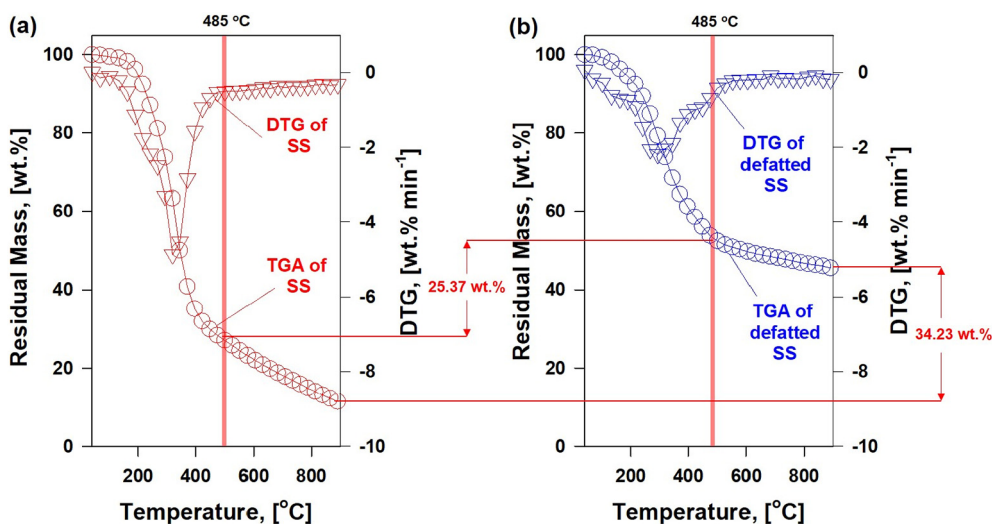 (a)
485 °C
100
80
60
40
20
0
Residual Mass, [wt.%]
0
-2
-4
-6
-8
-10
DTG, [wt.% min⁻¹]
DTG of
SS
TGA of
SS
200
400
600
800
Temperature, [°C]
25.37 wt.%
(b)
485 °C
100
80
60
40
20
0
Residual Mass, [wt.%]
0
-2
-4
-6
-8
-10
DTG, [wt.% min⁻¹]
DTG of
defatted
SS
TGA of
defatted
SS
200
400
600
800
Temperature, [°C]
34.23 wt.%